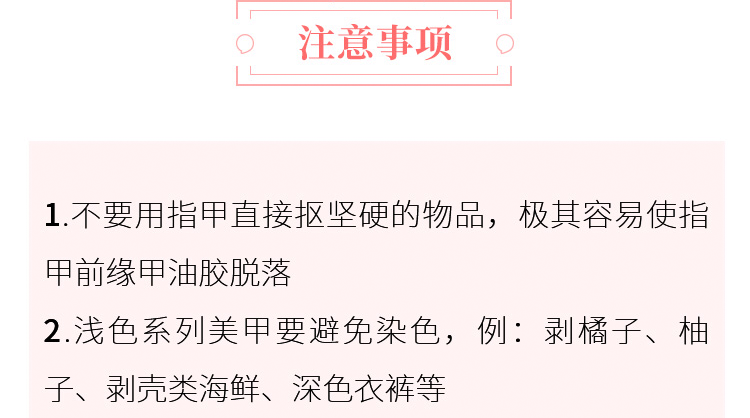 注意事项
1.不要用指甲直接抠坚硬的物品，极其容易使指
甲前缘甲油胶脱落
2.浅色系列美甲要避免染色，例：剥橘子、柚
子、剥壳类海鲜、深色衣裤等